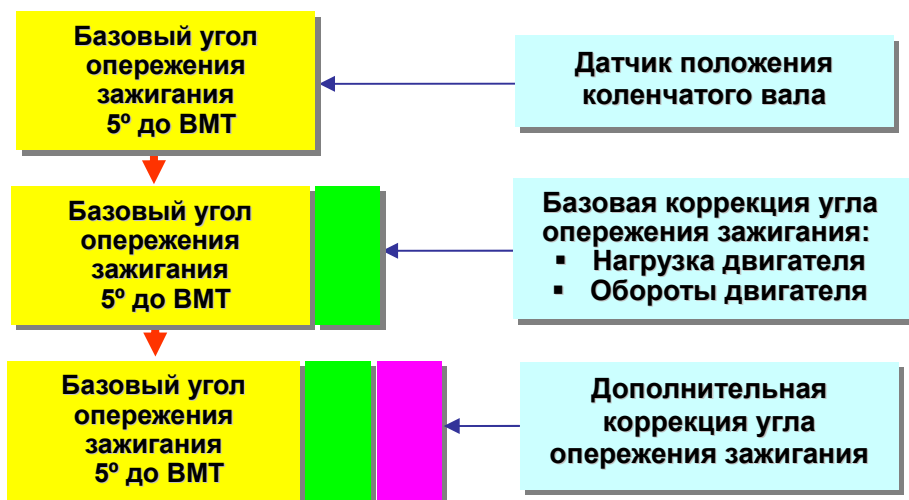 Базовый угол
опережения
зажигания
5º до ВМТ
Датчик положения
коленчатого вала
Базовый угол
опережения
зажигания
5º до ВМТ
Базовая коррекция угла
опережения зажигания:
▪ Нагрузка двигателя
▪ Обороты двигателя
Базовый угол
опережения
зажигания
5º до ВМТ
Дополнительная
коррекция угла
опережения зажигания